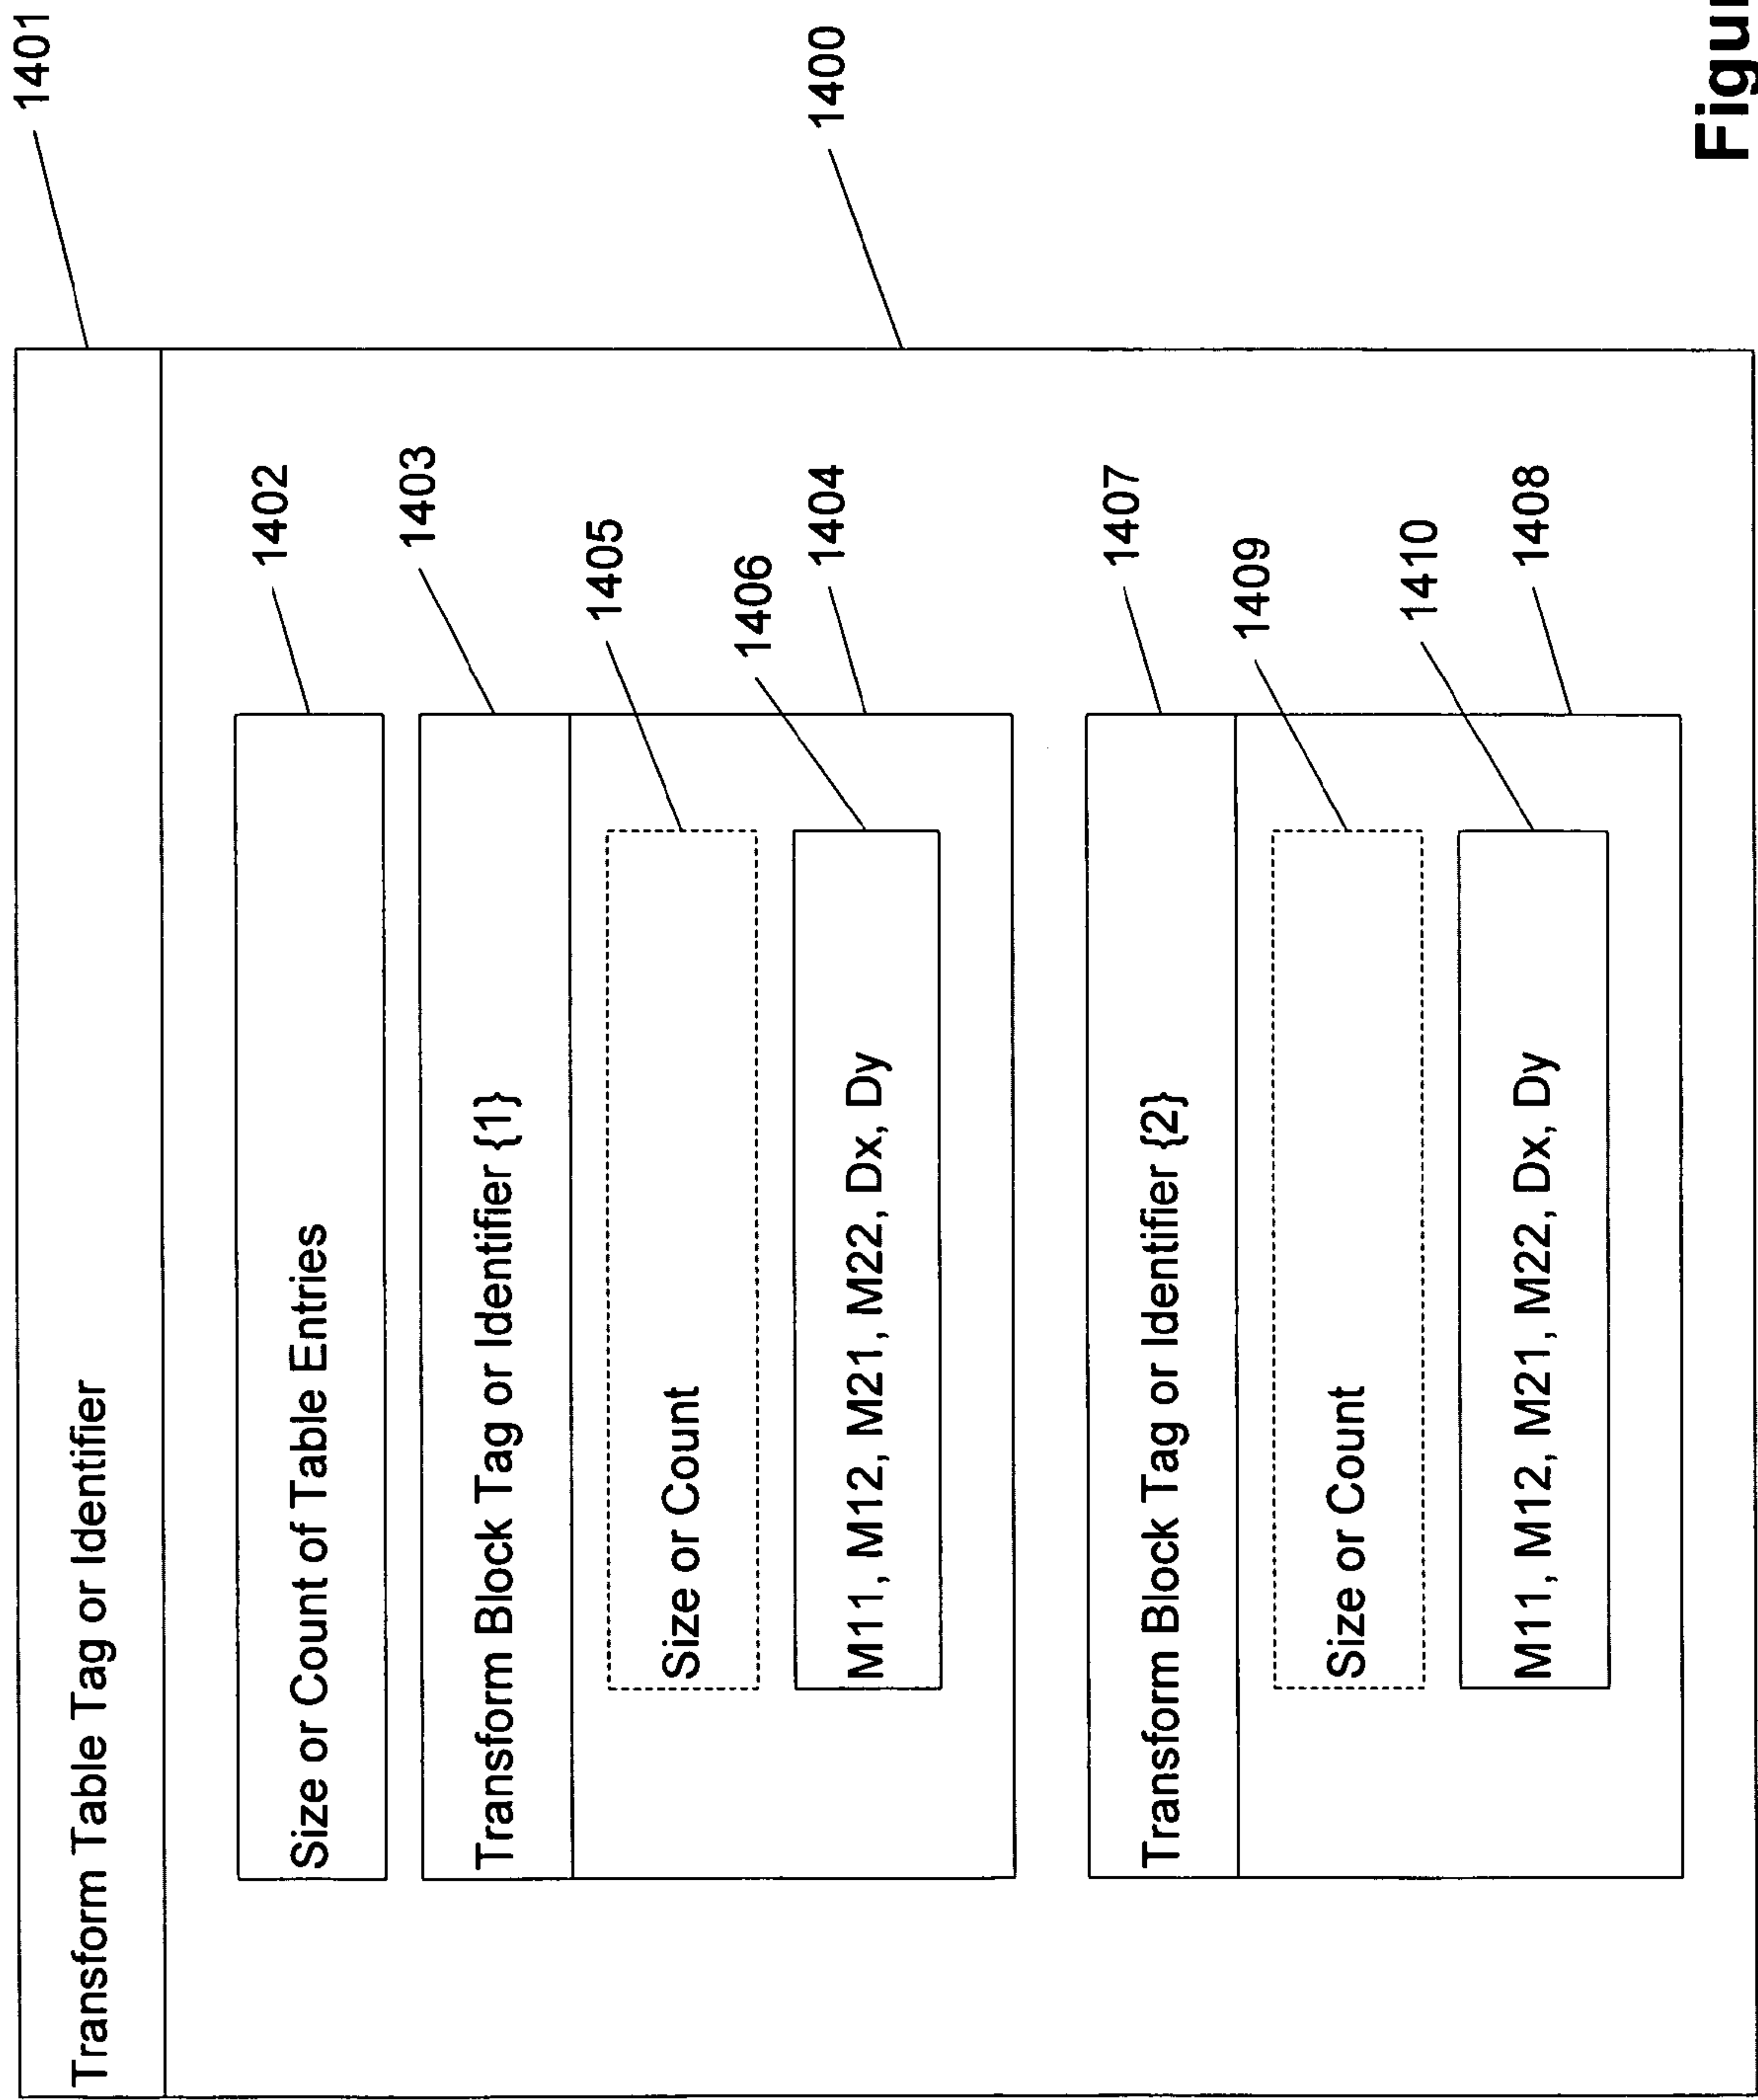 Transform Table Tag or Identifier
1401
Size or Count of Table Entries
1402
Transform Block Tag or Identifier {1}
1403
Size or Count
1405
M11, M12, M21, M22, Dx, Dy
1406
1404
1400
Transform Block Tag or Identifier {2}
1407
Size or Count
1409
M11, M12, M21, M22, Dx, Dy
1410
1408